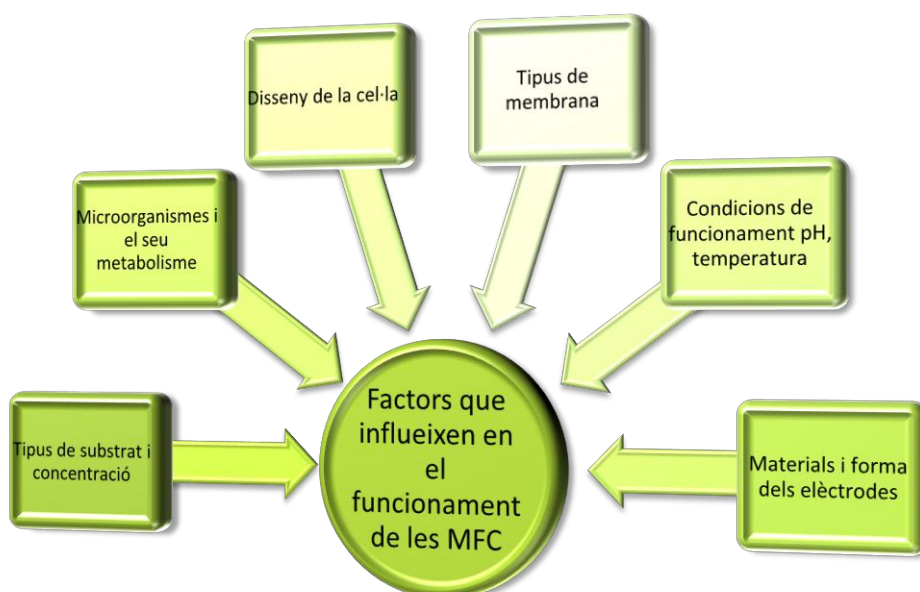 Disseny de la cel·la
Tipus de
membrana
Microorganismes i
el seu
metabolisme
Condicions de
funcionament pH,
temperatura
Tipus de substrat i
concentració
Factors que
influeixen en
el
funcionament
de les MFC
Materials i forma
dels elèctrodes